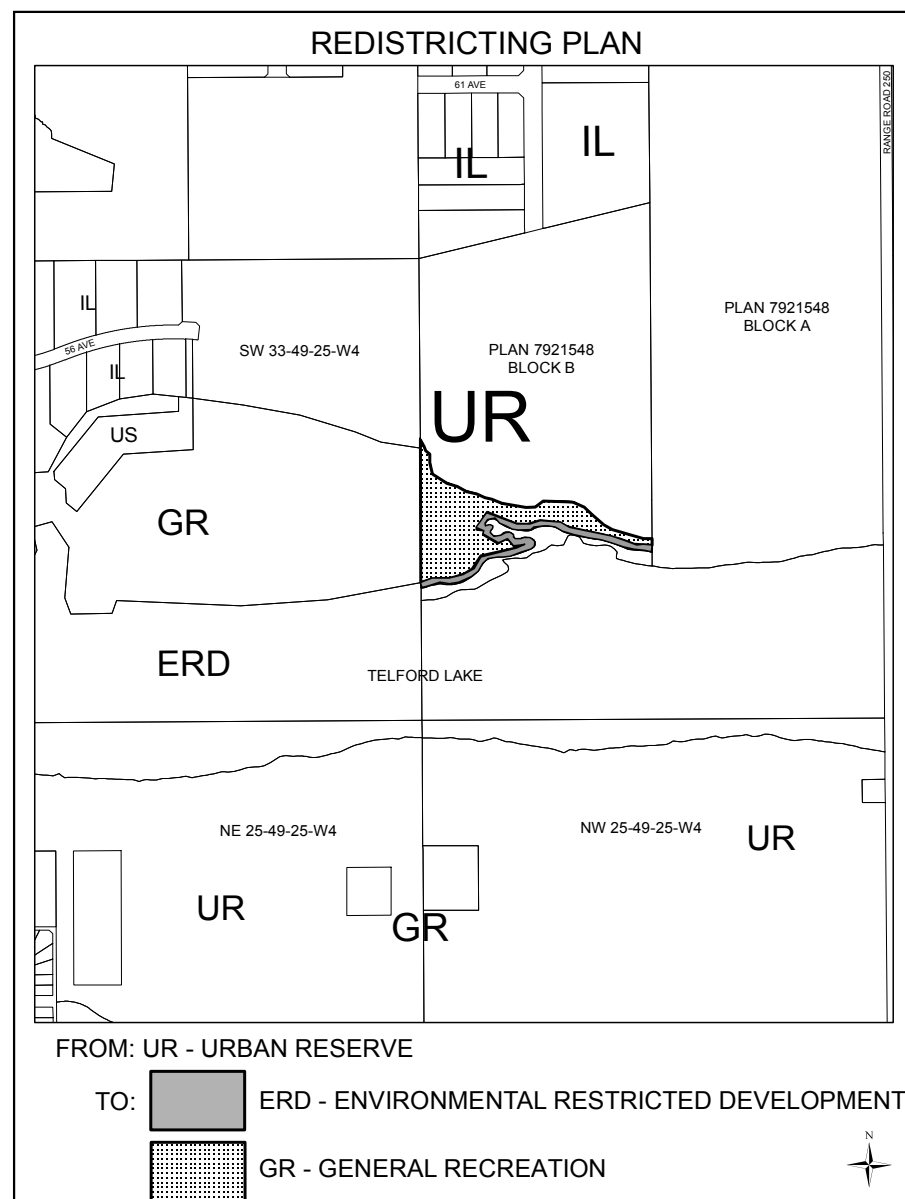 REDISTRICTING PLAN
61 AVE
RANGE ROAD 250
IL
IL
IL
PLAN 7921548
BLOCK A
56 AVE
SW 33-49-25-W4
PLAN 7921548
BLOCK B
IL
UR
US
GR
ERD
TELFORD LAKE
NE 25-49-25-W4
NW 25-49-25-W4
UR
UR
GR
FROM: UR - URBAN RESERVE
TO:
ERD - ENVIRONMENTAL RESTRICTED DEVELOPMENT
N
GR - GENERAL RECREATION